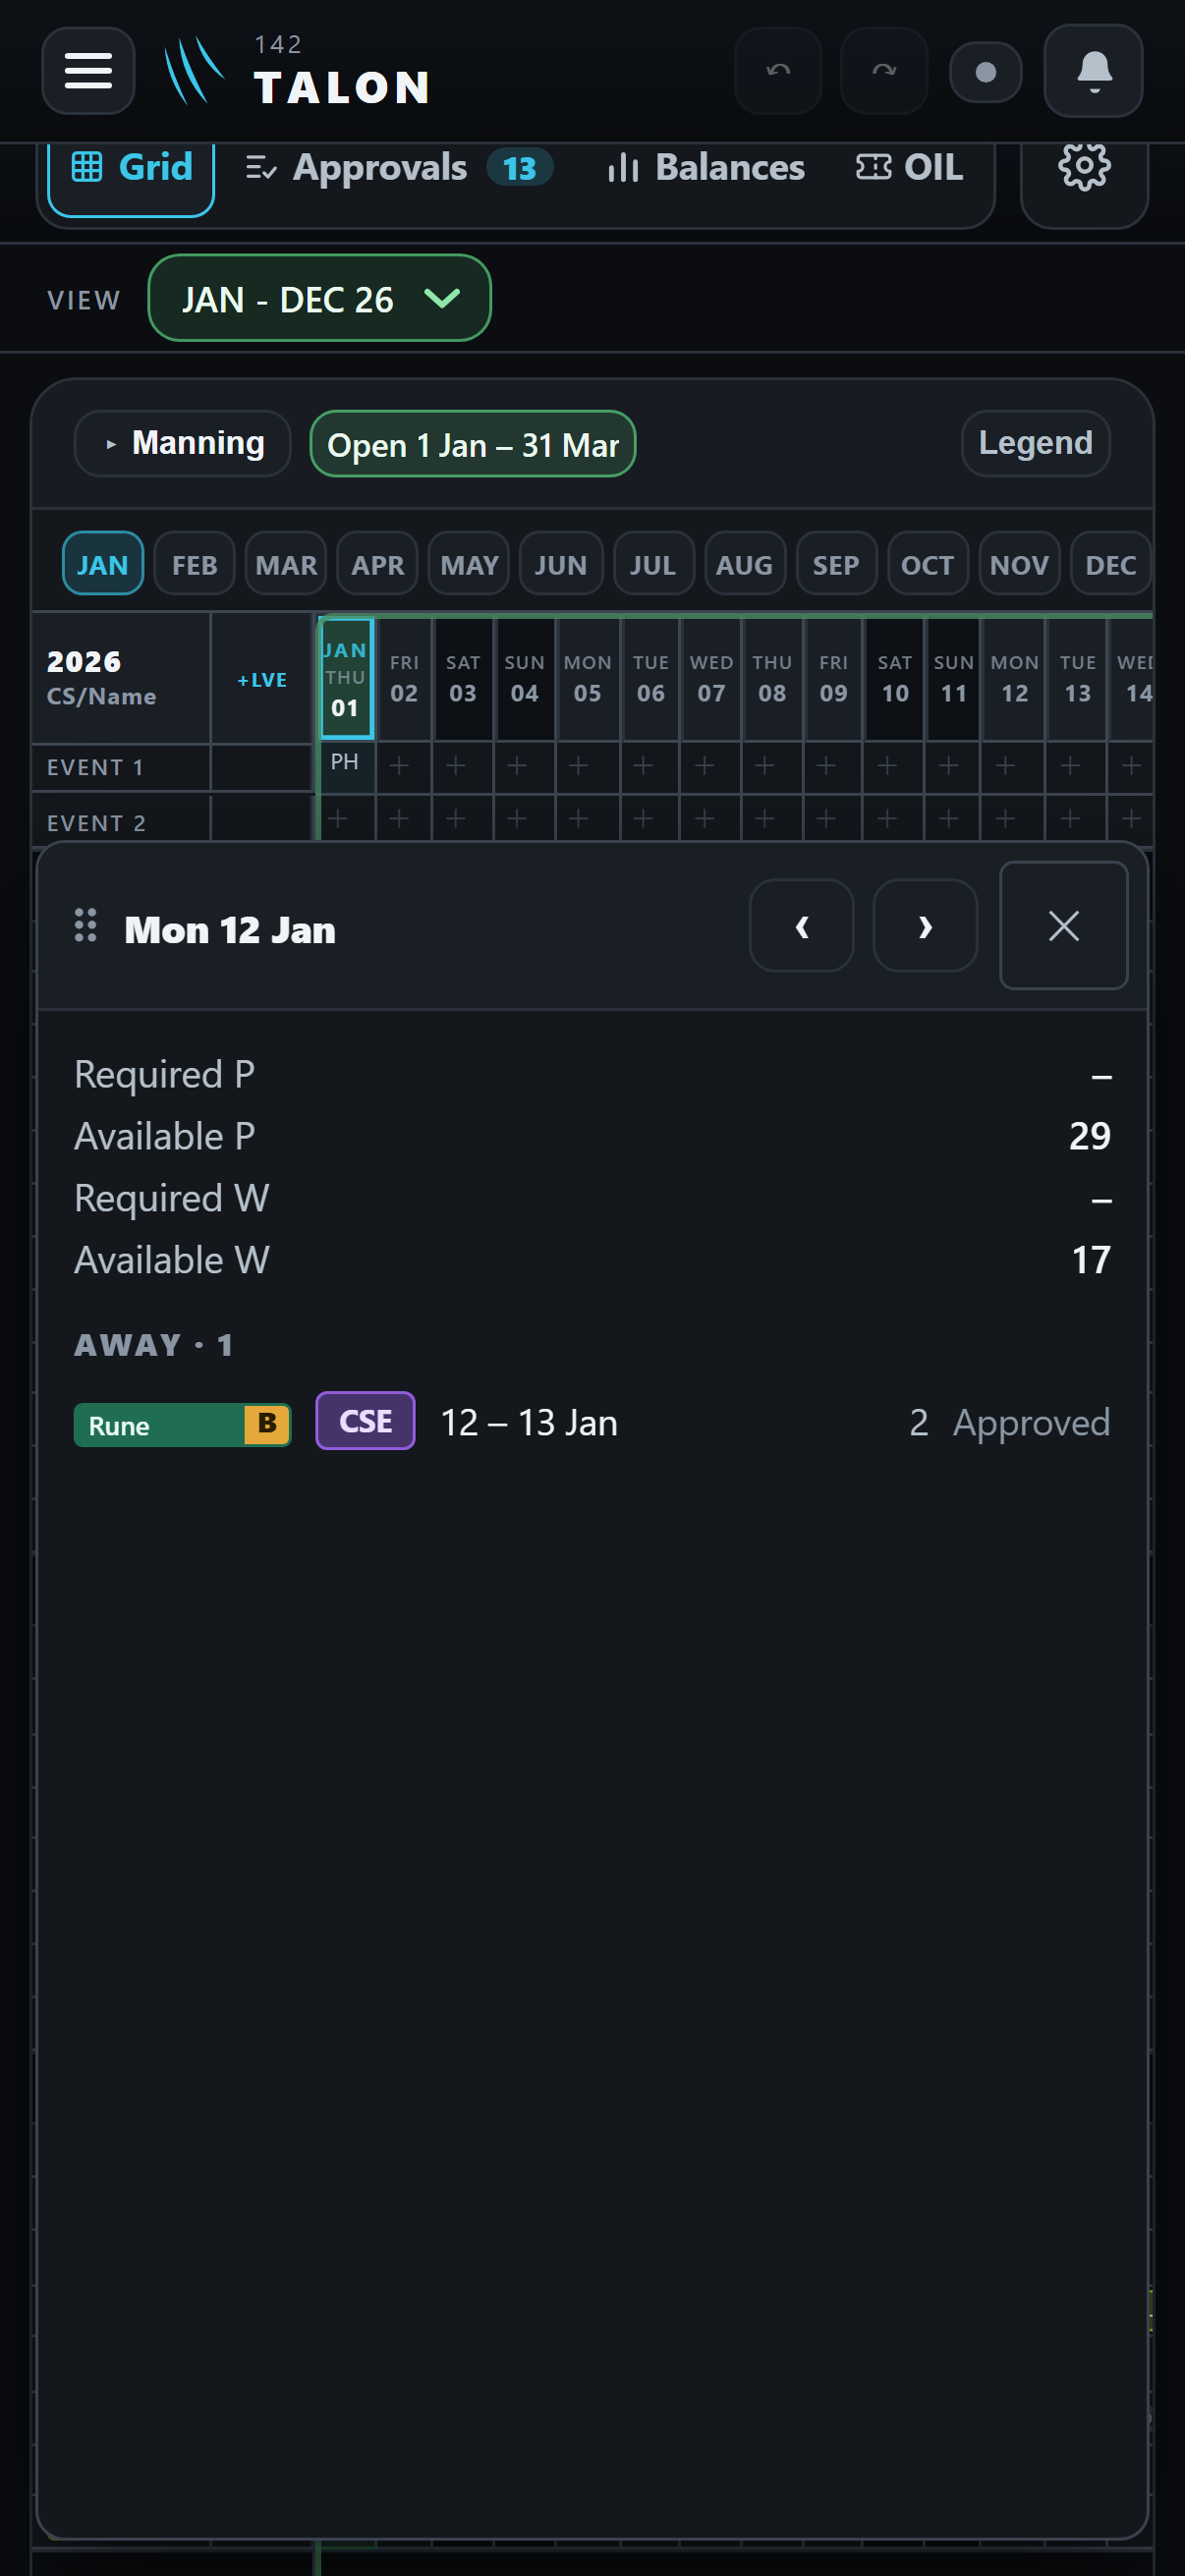 142
TALON
Grid Approvals 13 Balances OIL
VIEW JAN - DEC 26
Manning Open 1 Jan – 31 Mar Legend
JAN FEB MAR APR MAY JUN JUL AUG SEP OCT NOV DEC
2026
CS/Name
+LVE
JAN THU 01
FRI 02
SAT 03
SUN 04
MON 05
TUE 06
WED 07
THU 08
FRI 09
SAT 10
SUN 11
MON 12
TUE 13
WED 14
EVENT 1 PH + + + + + + + + + + + + +
EVENT 2 + + + + + + + + + + + + + +
Mon 12 Jan ‹ ›
Required P –
Available P 29
Required W –
Available W 17
AWAY · 1
Rune B CSE 12 – 13 Jan 2 Approved